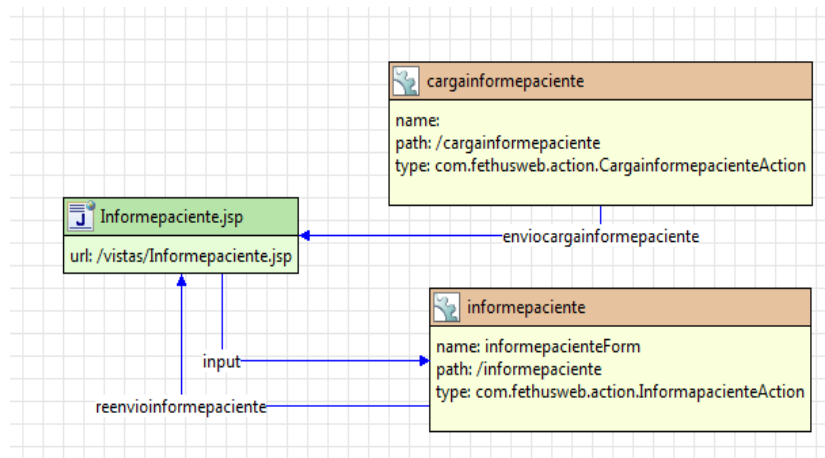 cargainformepaciente
name:
path: /cargainformepaciente
type: com.fethusweb.action.CargainformepacienteAction
Informepaciente.jsp
url: /vistas/Informepaciente.jsp
enviocargainformepaciente
informepaciente
name: informepacienteForm
path: /informepaciente
type: com.fethusweb.action.InformapacienteAction
input
reenvioinformepaciente